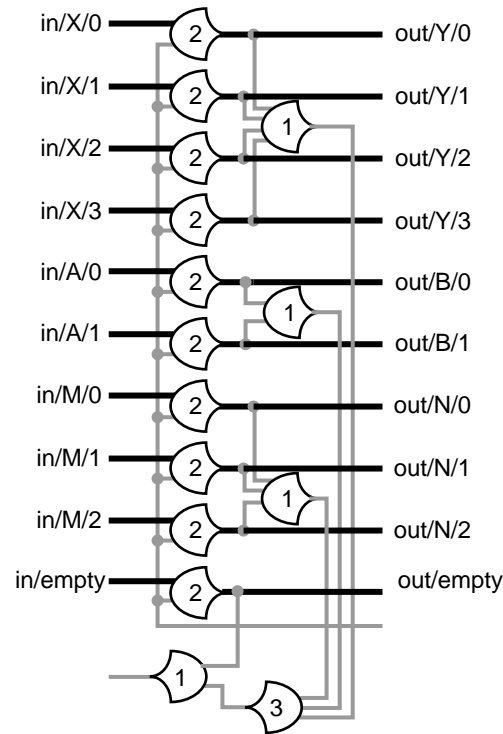 in/X/0 2 out/Y/0
in/X/1 2 out/Y/1
1
in/X/2 2 out/Y/2
in/X/3 2 out/Y/3
in/A/0 2 out/B/0
1
in/A/1 2 out/B/1
in/M/0 2 out/N/0
in/M/1 2 out/N/1
1
in/M/2 2 out/N/2
in/empty 2 out/empty
1
3